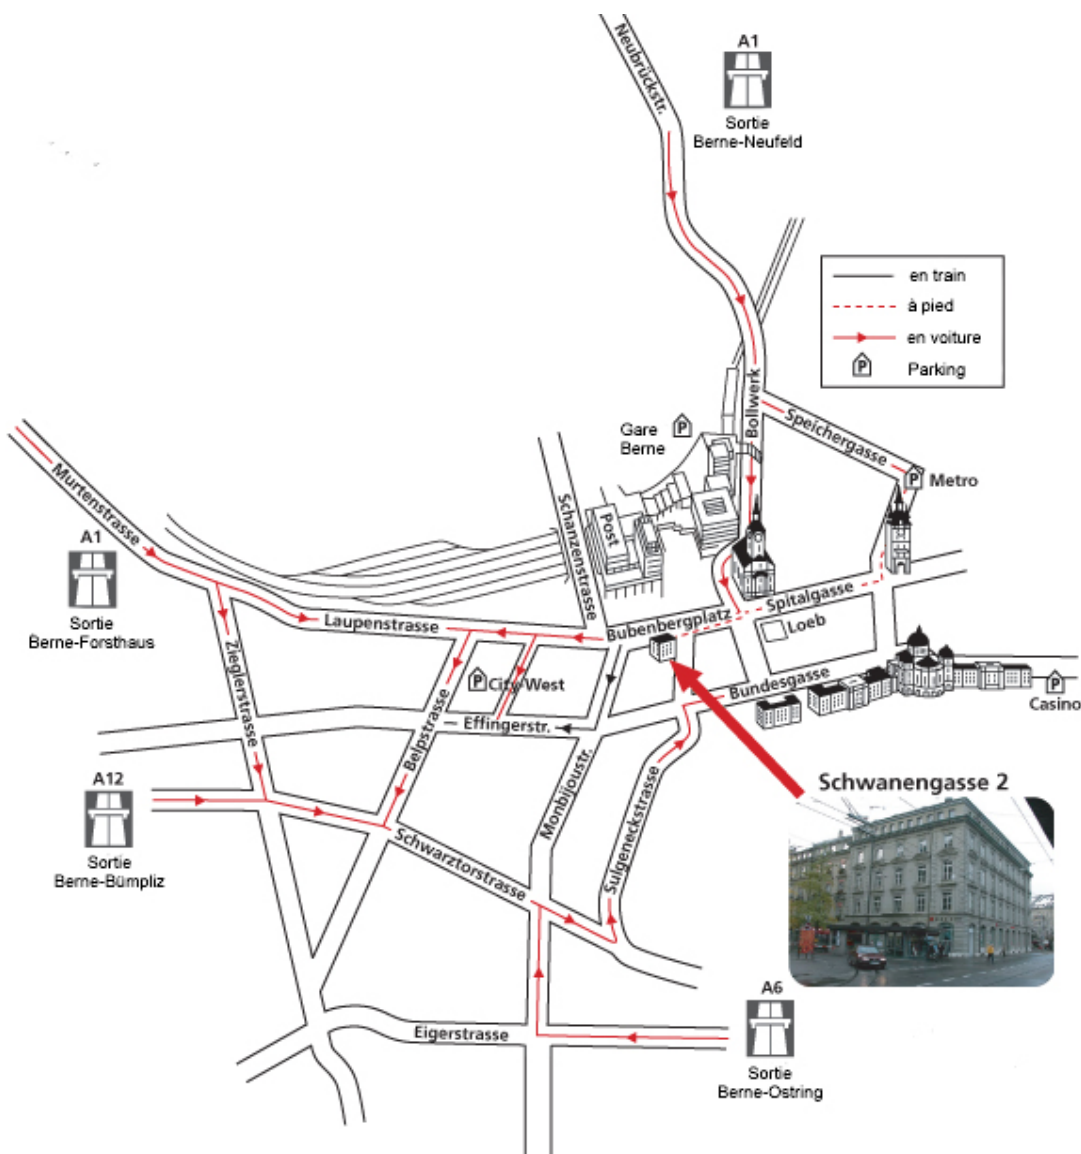 Neubrückstr.
A1
Sortie
Berne-Neufeld
en train
à pied
en voiture
P
Parking
Bollwerk
Speichergasse
Gare
Berne
P
P
Metro
Murtenstrasse
Schanzenstrasse
Post
A1
Sortie
Berne-Forsthaus
Laupenstrasse
Bubenbergplatz
Spitalgasse
Loeb
Zieglerstrasse
P
City-West
Bundesgasse
P
Casino
Effingerstr.
Belpstrasse
Monbijoustr.
Sulgeneckstrasse
A12
Sortie
Berne-Bümpliz
Schwarztorstrasse
Schwanengasse 2
A6
Sortie
Berne-Ostring
Eigerstrasse